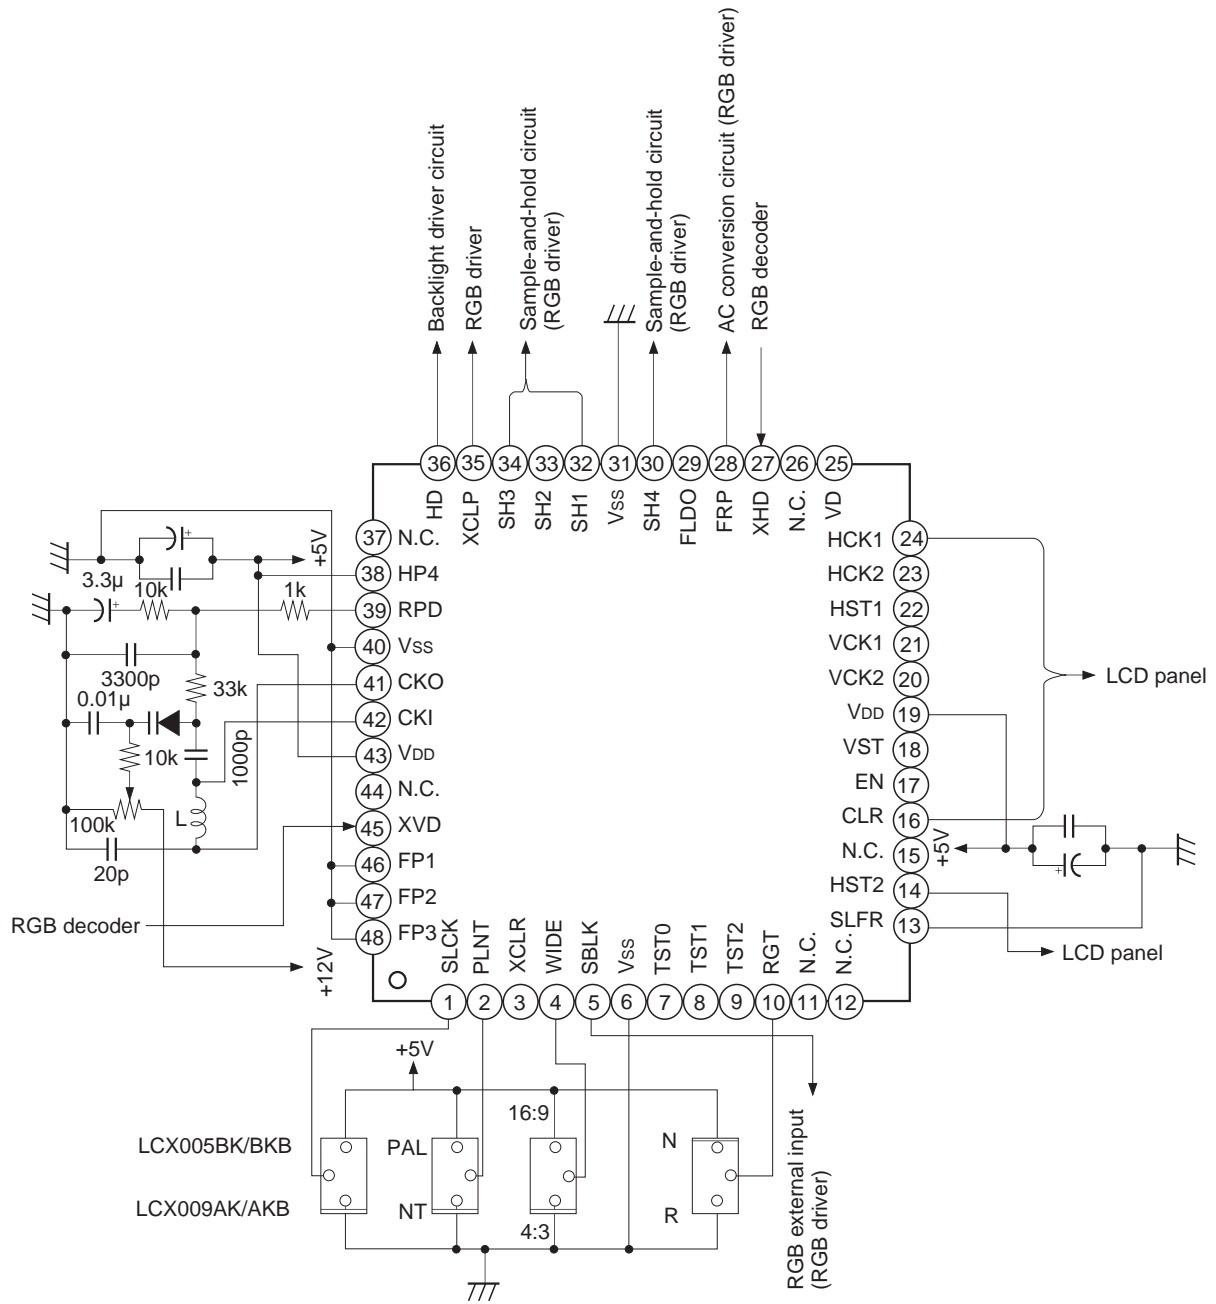 Backlight driver circuit
RGB driver
Sample-and-hold circuit
(RGB driver)
Sample-and-hold circuit
(RGB driver)
AC conversion circuit (RGB driver)
RGB decoder
36 35 34 33 32 31 30 29 28 27 26 25
HD XCLP SH3 SH2 SH1 VSS SH4 FLDO FRP XHD N.C. VD
37 N.C.
38 HP4
39 RPD
40 VSS
41 CKO
42 CKI
43 VDD
44 N.C.
45 XVD
46 FP1
47 FP2
48 FP3
HCK1 24
HCK2 23
HST1 22
VCK1 21
VCK2 20
VDD 19
VST 18
EN 17
CLR 16
N.C. 15
HST2 14
SLFR 13
+
+5V
3.3µ
+
10k
1k
3300p
33k
0.01µ
10k
1000p
100k
L
20p
RGB decoder
+12V
LCD panel
+5V
+
LCD panel
SLCK PLNT XCLR WIDE SBLK VSS TST0 TST1 TST2 RGT N.C. N.C.
1 2 3 4 5 6 7 8 9 10 11 12
+5V
LCX005BK/BKB
LCX009AK/AKB
PAL
NT
16:9
4:3
N
R
RGB external input
(RGB driver)